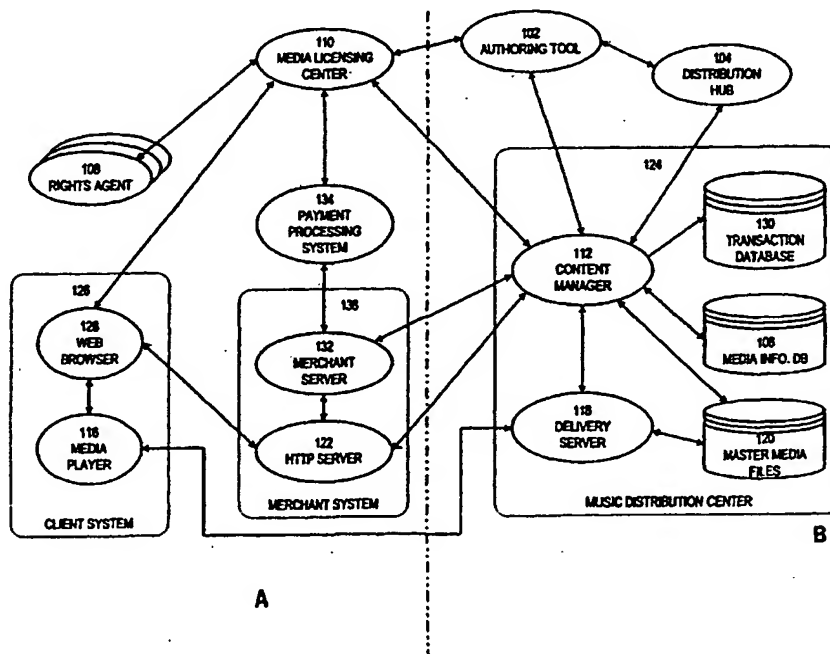 110
MEDIA LICENSING
CENTER
102
AUTHORING TOOL
104
DISTRIBUTION
HUB
108
RIGHTS AGENT
134
PAYMENT
PROCESSING
SYSTEM
124
130
TRANSACTION
DATABASE
112
CONTENT
MANAGER
126
128
WEB
BROWSER
136
132
MERCHANT
SERVER
106
MEDIA INFO. DB
116
MEDIA
PLAYER
122
HTTP SERVER
118
DELIVERY
SERVER
120
MASTER MEDIA
FILES
CLIENT SYSTEM
MERCHANT SYSTEM
MUSIC DISTRIBUTION CENTER
B
A